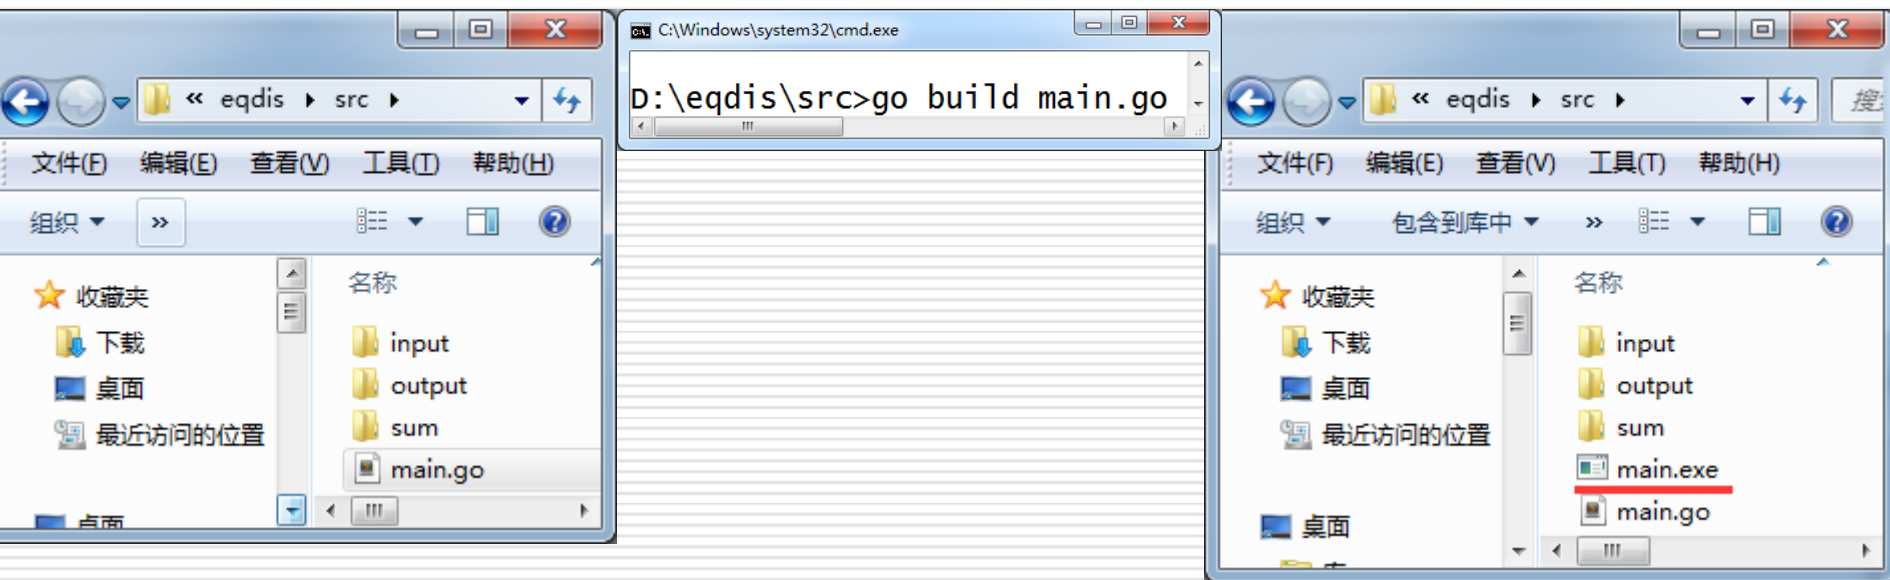 « eqdis src
文件(F) 编辑(E) 查看(V) 工具(T) 帮助(H)
组织 »
收藏夹
下载
桌面
最近访问的位置
桌面
名称
input
output
sum
main.go
C:\Windows\system32\cmd.exe
D:\eqdis\src>go build main.go
« eqdis src
文件(F) 编辑(E) 查看(V) 工具(T) 帮助(H)
组织 包含到库中 »
收藏夹
下载
桌面
最近访问的位置
桌面
名称
input
output
sum
main.exe
main.go